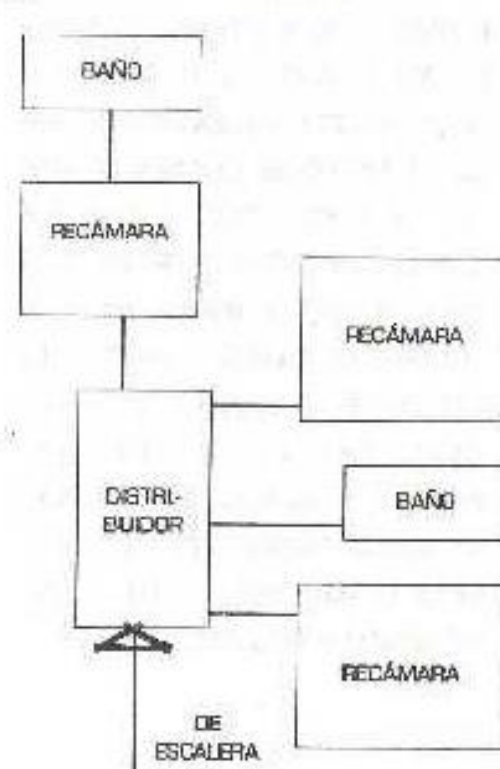 BAÑO
RECÁMARA
RECÁMARA
DISTRI-
BUIDOR
BAÑO
RECÁMARA
DE
ESCALERA